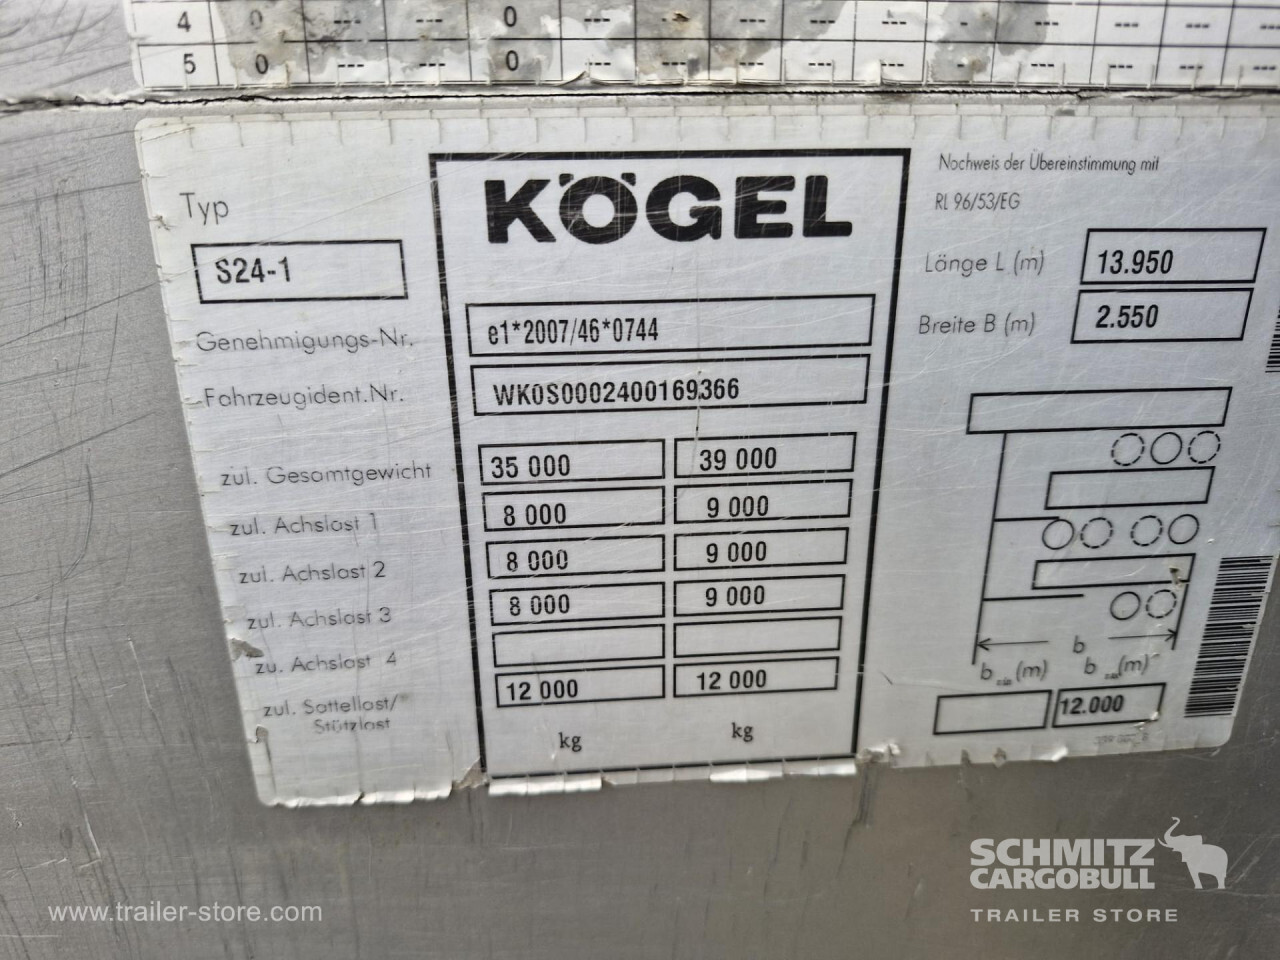 4 0 --- --- 0 --- --- --- --- - --- --- --- ---
5 0 --- --- 0 --- --- --- --- --- --- --- --- ---
KÖGEL
Typ
S24-1
Genehmigungs-Nr. e1*2007/46*0744
Fahrzeugident.Nr. WK0S0002400169366
zul. Gesamtgewicht 35 000 39 000
zul. Achslast 1 8 000 9 000
zul. Achslast 2 8 000 9 000
zul. Achslast 3 8 000 9 000
zu. Achslast 4
zul. Sattellast/ 12 000 12 000
Stützlast
kg kg
Nachweis der Übereinstimmung mit
RL 96/53/EG
Länge L (m) 13.950
Breite B (m) 2.550
b
b min (m) b (m)
12.000
SCHMITZ
CARGOBULL
TRAILER STORE
www.trailer-store.com